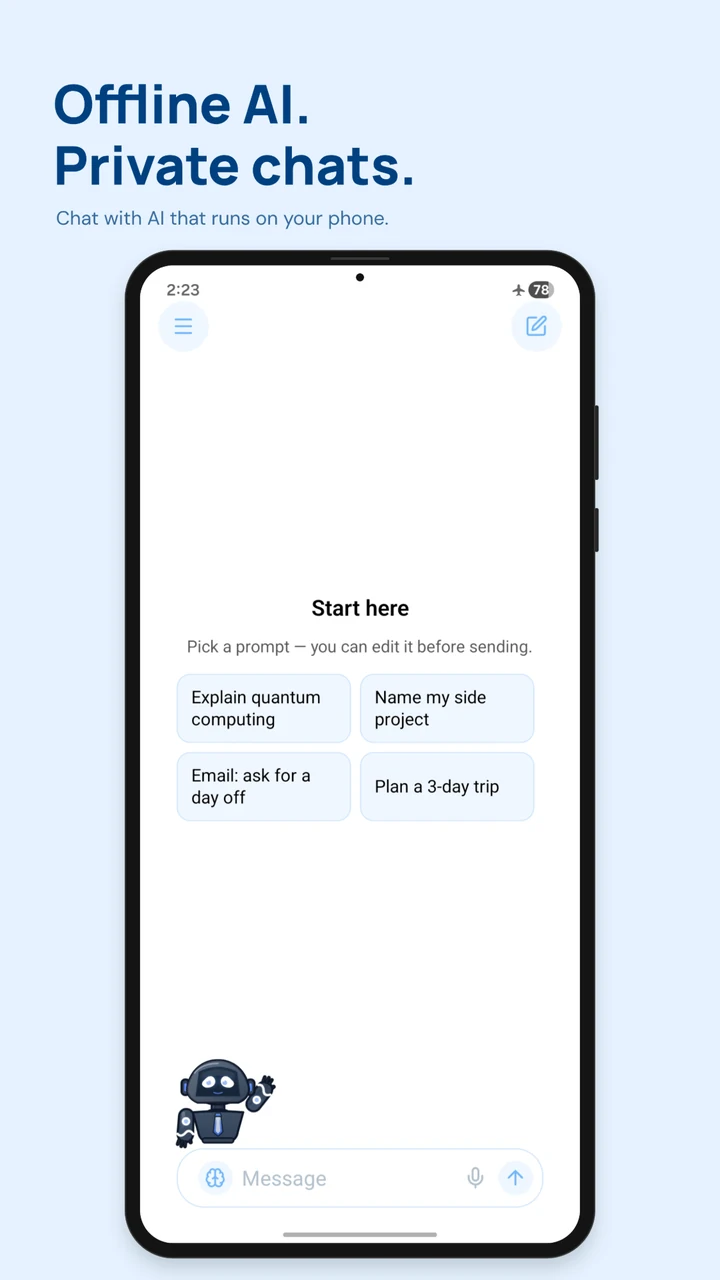 Offline AI.
Private chats.
Chat with AI that runs on your phone.
2:23
78
Start here
Pick a prompt — you can edit it before sending.
Explain quantum
computing
Name my side
project
Email: ask for a
day off
Plan a 3-day trip
Message